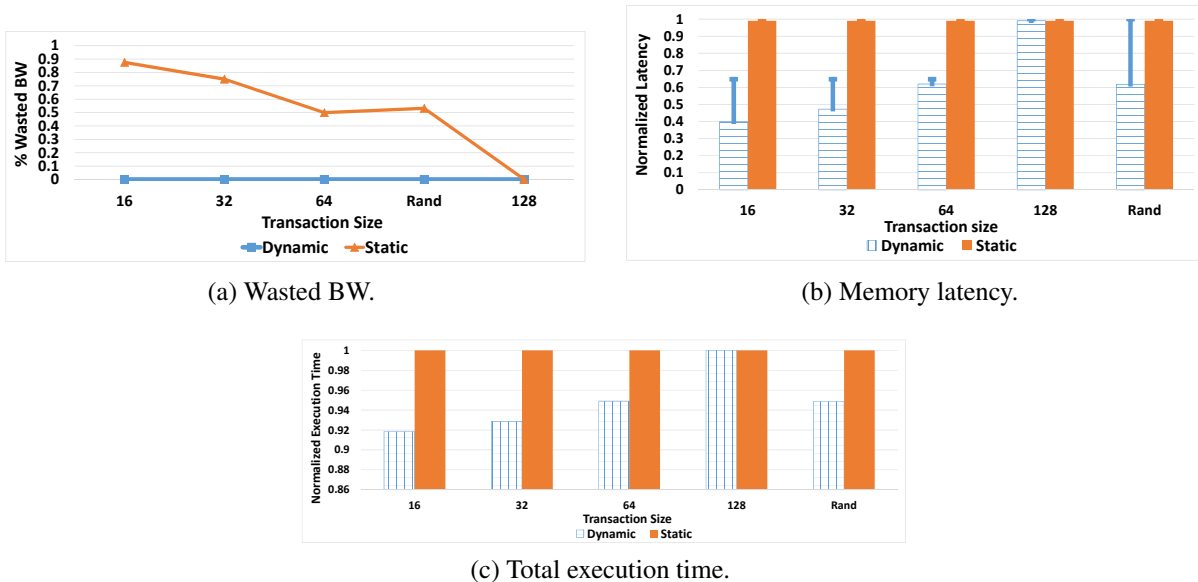 1
0.9
0.8
0.7
0.6
0.5
0.4
0.3
0.2
0.1
0
% Wasted BW
16 32 64 Rand 128
Transaction Size
Dynamic Static
(a) Wasted BW.
1
0.9
0.8
0.7
0.6
0.5
0.4
0.3
0.2
0.1
0
Normalized Latency
16 32 64 128 Rand
Transaction size
Dynamic Static
(b) Memory latency.
1
0.98
0.96
0.94
0.92
0.9
0.88
0.86
Normalized Execution Time
16 32 64 128 Rand
Transaction Size
Dynamic Static
(c) Total execution time.